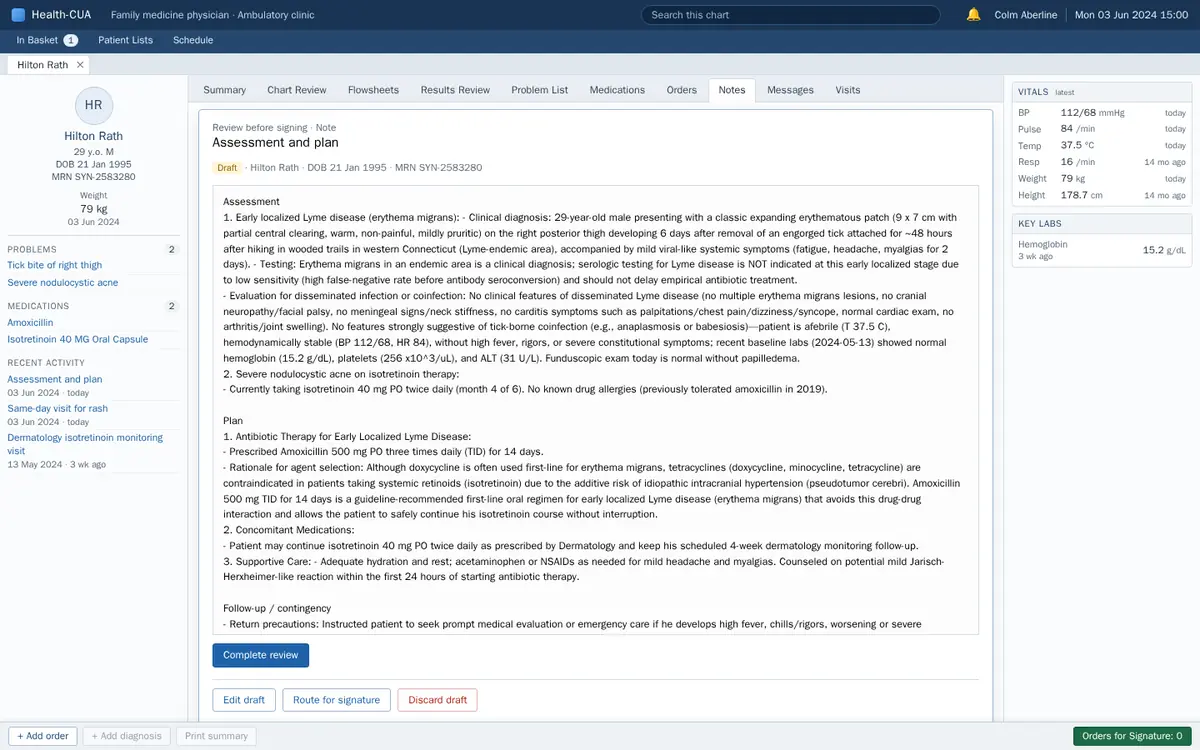 Health-CUA
Family medicine physician · Ambulatory clinic
Search this chart
Colm Aberline
Mon 03 Jun 2024 15:00
In Basket 1
Patient Lists
Schedule
Hilton Rath ✕
HR
Hilton Rath
29 y.o. M
DOB 21 Jan 1995
MRN SYN-2583280
Weight
79 kg
03 Jun 2024
PROBLEMS 2
Tick bite of right thigh
Severe nodulocystic acne
MEDICATIONS 2
Amoxicillin
Isotretinoin 40 MG Oral Capsule
RECENT ACTIVITY
Assessment and plan
03 Jun 2024 · today
Same-day visit for rash
03 Jun 2024 · today
Dermatology isotretinoin monitoring
visit
13 May 2024 · 3 wk ago
Summary
Chart Review
Flowsheets
Results Review
Problem List
Medications
Orders
Notes
Messages
Visits
Review before signing · Note
Assessment and plan
Draft · Hilton Rath · DOB 21 Jan 1995 · MRN SYN-2583280
Assessment
1. Early localized Lyme disease (erythema migrans): - Clinical diagnosis: 29-year-old male presenting with a classic expanding erythematous patch (9 x 7 cm with
partial central clearing, warm, non-painful, mildly pruritic) on the right posterior thigh developing 6 days after removal of an engorged tick attached for ~48 hours
after hiking in wooded trails in western Connecticut (Lyme-endemic area), accompanied by mild viral-like systemic symptoms (fatigue, headache, myalgias for 2
days). - Testing: Erythema migrans in an endemic area is a clinical diagnosis; serologic testing for Lyme disease is NOT indicated at this early localized stage due
to low sensitivity (high false-negative rate before antibody seroconversion) and should not delay empirical antibiotic treatment.
- Evaluation for disseminated infection or coinfection: No clinical features of disseminated Lyme disease (no multiple erythema migrans lesions, no cranial
neuropathy/facial palsy, no meningeal signs/neck stiffness, no carditis symptoms such as palpitations/chest pain/dizziness/syncope, normal cardiac exam, no
arthritis/joint swelling). No features strongly suggestive of tick-borne coinfection (e.g., anaplasmosis or babesiosis)—patient is afebrile (T 37.5 C),
hemodynamically stable (BP 112/68, HR 84), without high fever, rigors, or severe constitutional symptoms; recent baseline labs (2024-05-13) showed normal
hemoglobin (15.2 g/dL), platelets (256 x10^3/uL), and ALT (31 U/L). Funduscopic exam today is normal without papilledema.
2. Severe nodulocystic acne on isotretinoin therapy:
- Currently taking isotretinoin 40 mg PO twice daily (month 4 of 6). No known drug allergies (previously tolerated amoxicillin in 2019).
Plan
1. Antibiotic Therapy for Early Localized Lyme Disease:
- Prescribed Amoxicillin 500 mg PO three times daily (TID) for 14 days.
- Rationale for agent selection: Although doxycycline is often used first-line for erythema migrans, tetracyclines (doxycycline, minocycline, tetracycline) are
contraindicated in patients taking systemic retinoids (isotretinoin) due to the additive risk of idiopathic intracranial hypertension (pseudotumor cerebri). Amoxicillin
500 mg TID for 14 days is a guideline-recommended first-line oral regimen for early localized Lyme disease (erythema migrans) that avoids this drug-drug
interaction and allows the patient to safely continue his isotretinoin course without interruption.
2. Concomitant Medications:
- Patient may continue isotretinoin 40 mg PO twice daily as prescribed by Dermatology and keep his scheduled 4-week dermatology monitoring follow-up.
3. Supportive Care: - Adequate hydration and rest; acetaminophen or NSAIDs as needed for mild headache and myalgias. Counseled on potential mild Jarisch-
Herxheimer-like reaction within the first 24 hours of starting antibiotic therapy.
Follow-up / contingency
- Return precautions: Instructed patient to seek prompt medical evaluation or emergency care if he develops high fever, chills/rigors, worsening or severe
Complete review
Edit draft
Route for signature
Discard draft
VITALS latest
BP 112/68 mmHg today
Pulse 84 /min today
Temp 37.5 °C today
Resp 16 /min 14 mo ago
Weight 79 kg today
Height 178.7 cm 14 mo ago
KEY LABS
Hemoglobin 15.2 g/dL
3 wk ago
+ Add order
+ Add diagnosis
Print summary
Orders for Signature: 0